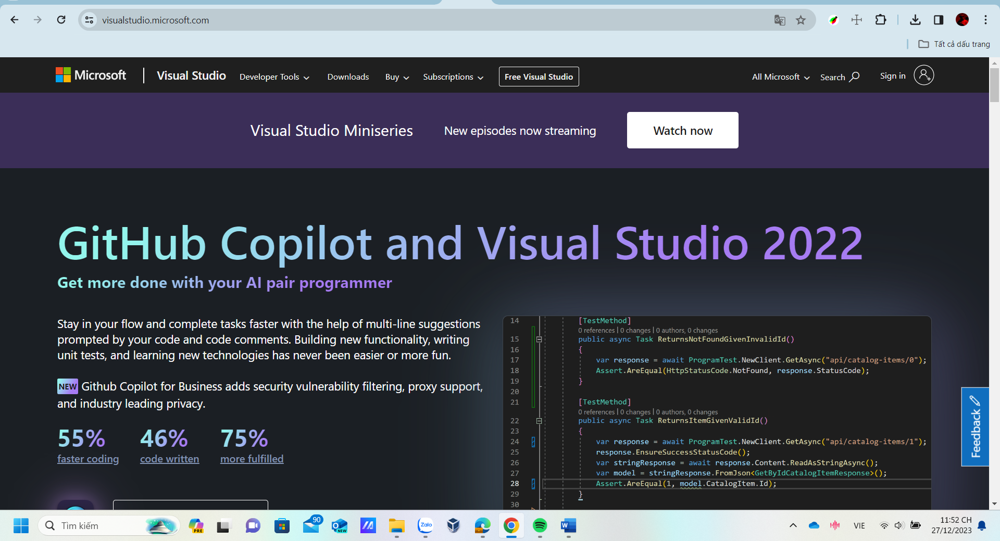 visualstudio.microsoft.com
Tất cả dấu trang
Microsoft
Visual Studio
Developer Tools
Downloads
Buy
Subscriptions
Free Visual Studio
All Microsoft
Search
Sign in
Visual Studio Miniseries
New episodes now streaming
Watch now
GitHub Copilot and Visual Studio 2022
Get more done with your AI pair programmer
Stay in your flow and complete tasks faster with the help of multi-line suggestions
prompted by your code and code comments. Building new functionality, writing
unit tests, and learning new technologies has never been easier or more fun.
NEW Github Copilot for Business adds security vulnerability filtering, proxy support,
and industry leading privacy.
55%
faster coding
46%
code written
75%
more fulfilled
14 [TestMethod]
0 references | 0 changes | 0 authors, 0 changes
15 public async Task ReturnsNotFoundGivenInvalidId()
16 {
17 var response = await ProgramTest.NewClient.GetAsync("api/catalog-items/0");
18 Assert.AreEqual(HttpStatusCode.NotFound, response.StatusCode);
19 }
20
21 [TestMethod]
0 references | 0 changes | 0 authors, 0 changes
22 public async Task ReturnsItemGivenValidId()
23 {
24 var response = await ProgramTest.NewClient.GetAsync("api/catalog-items/1");
25 response.EnsureSuccessStatusCode();
26 var stringResponse = await response.Content.ReadAsStringAsync();
27 var model = stringResponse.FromJson<GetByIdCatalogItemResponse>();
28 Assert.AreEqual(1, model.CatalogItem.Id);
29 }
30
Feedback
Tìm kiếm
PRE
90
NEW
Zalo
VIE
11:52 CH
27/12/2023